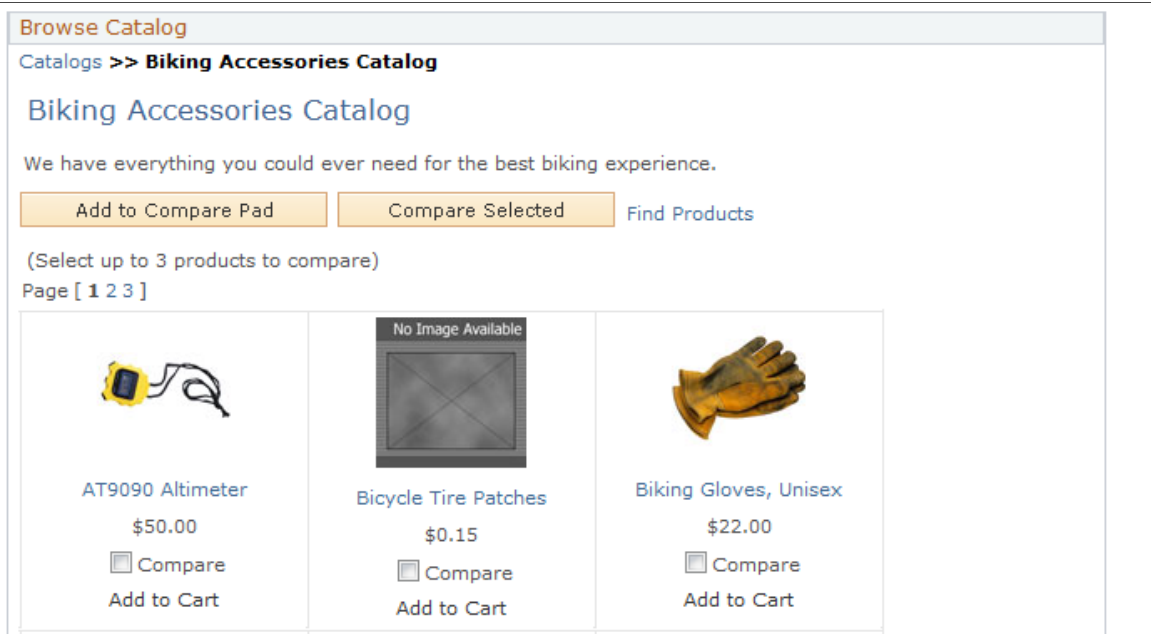 Browse Catalog
Catalogs >> Biking Accessories Catalog
Biking Accessories Catalog
We have everything you could ever need for the best biking experience.
Add to Compare Pad Compare Selected Find Products
(Select up to 3 products to compare)
Page [ 1 2 3 ]
No Image Available
AT9090 Altimeter Bicycle Tire Patches Biking Gloves, Unisex
$50.00 $0.15 $22.00
Compare Compare Compare
Add to Cart Add to Cart Add to Cart